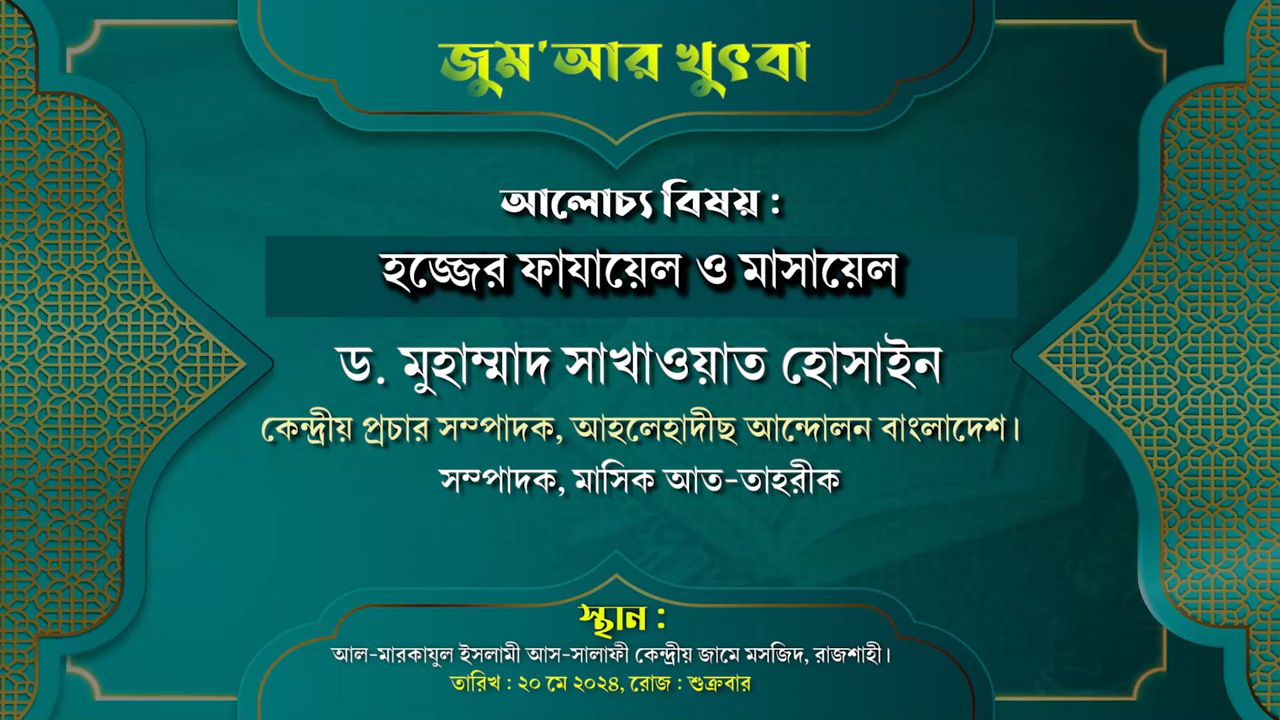 জুম'আর খুৎবা
আলোচ্য বিষয় :
হজ্জের ফাযায়েল ও মাসায়েল
ড. মুহাম্মাদ সাখাওয়াত হোসাইন
কেন্দ্রীয় প্রচার সম্পাদক, আহলেহাদীছ আন্দোলন বাংলাদেশ।
সম্পাদক, মাসিক আত-তাহরীক
স্থান :
আল-মারকাযুল ইসলামী আস-সালাফী কেন্দ্রীয় জামে মসজিদ, রাজশাহী।
তারিখ : ২০ মে ২০২৪, রোজ : শুক্রবার